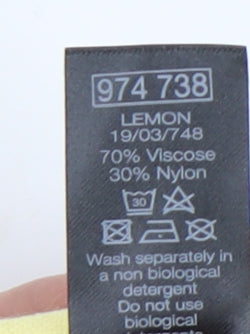 974 738
LEMON
19/03/748
70% Viscose
30% Nylon
30
Wash separately in
a non biological
detergent
Do not use
biological
detergents